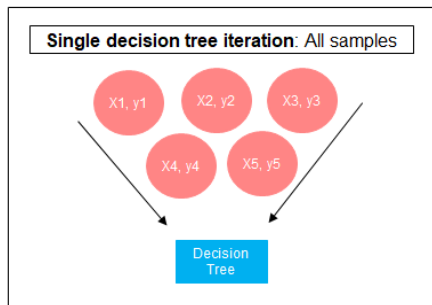 Single decision tree iteration: All samples
X1, y1
X2, y2
X3, y3
X4, y4
X5, y5
Decision
Tree